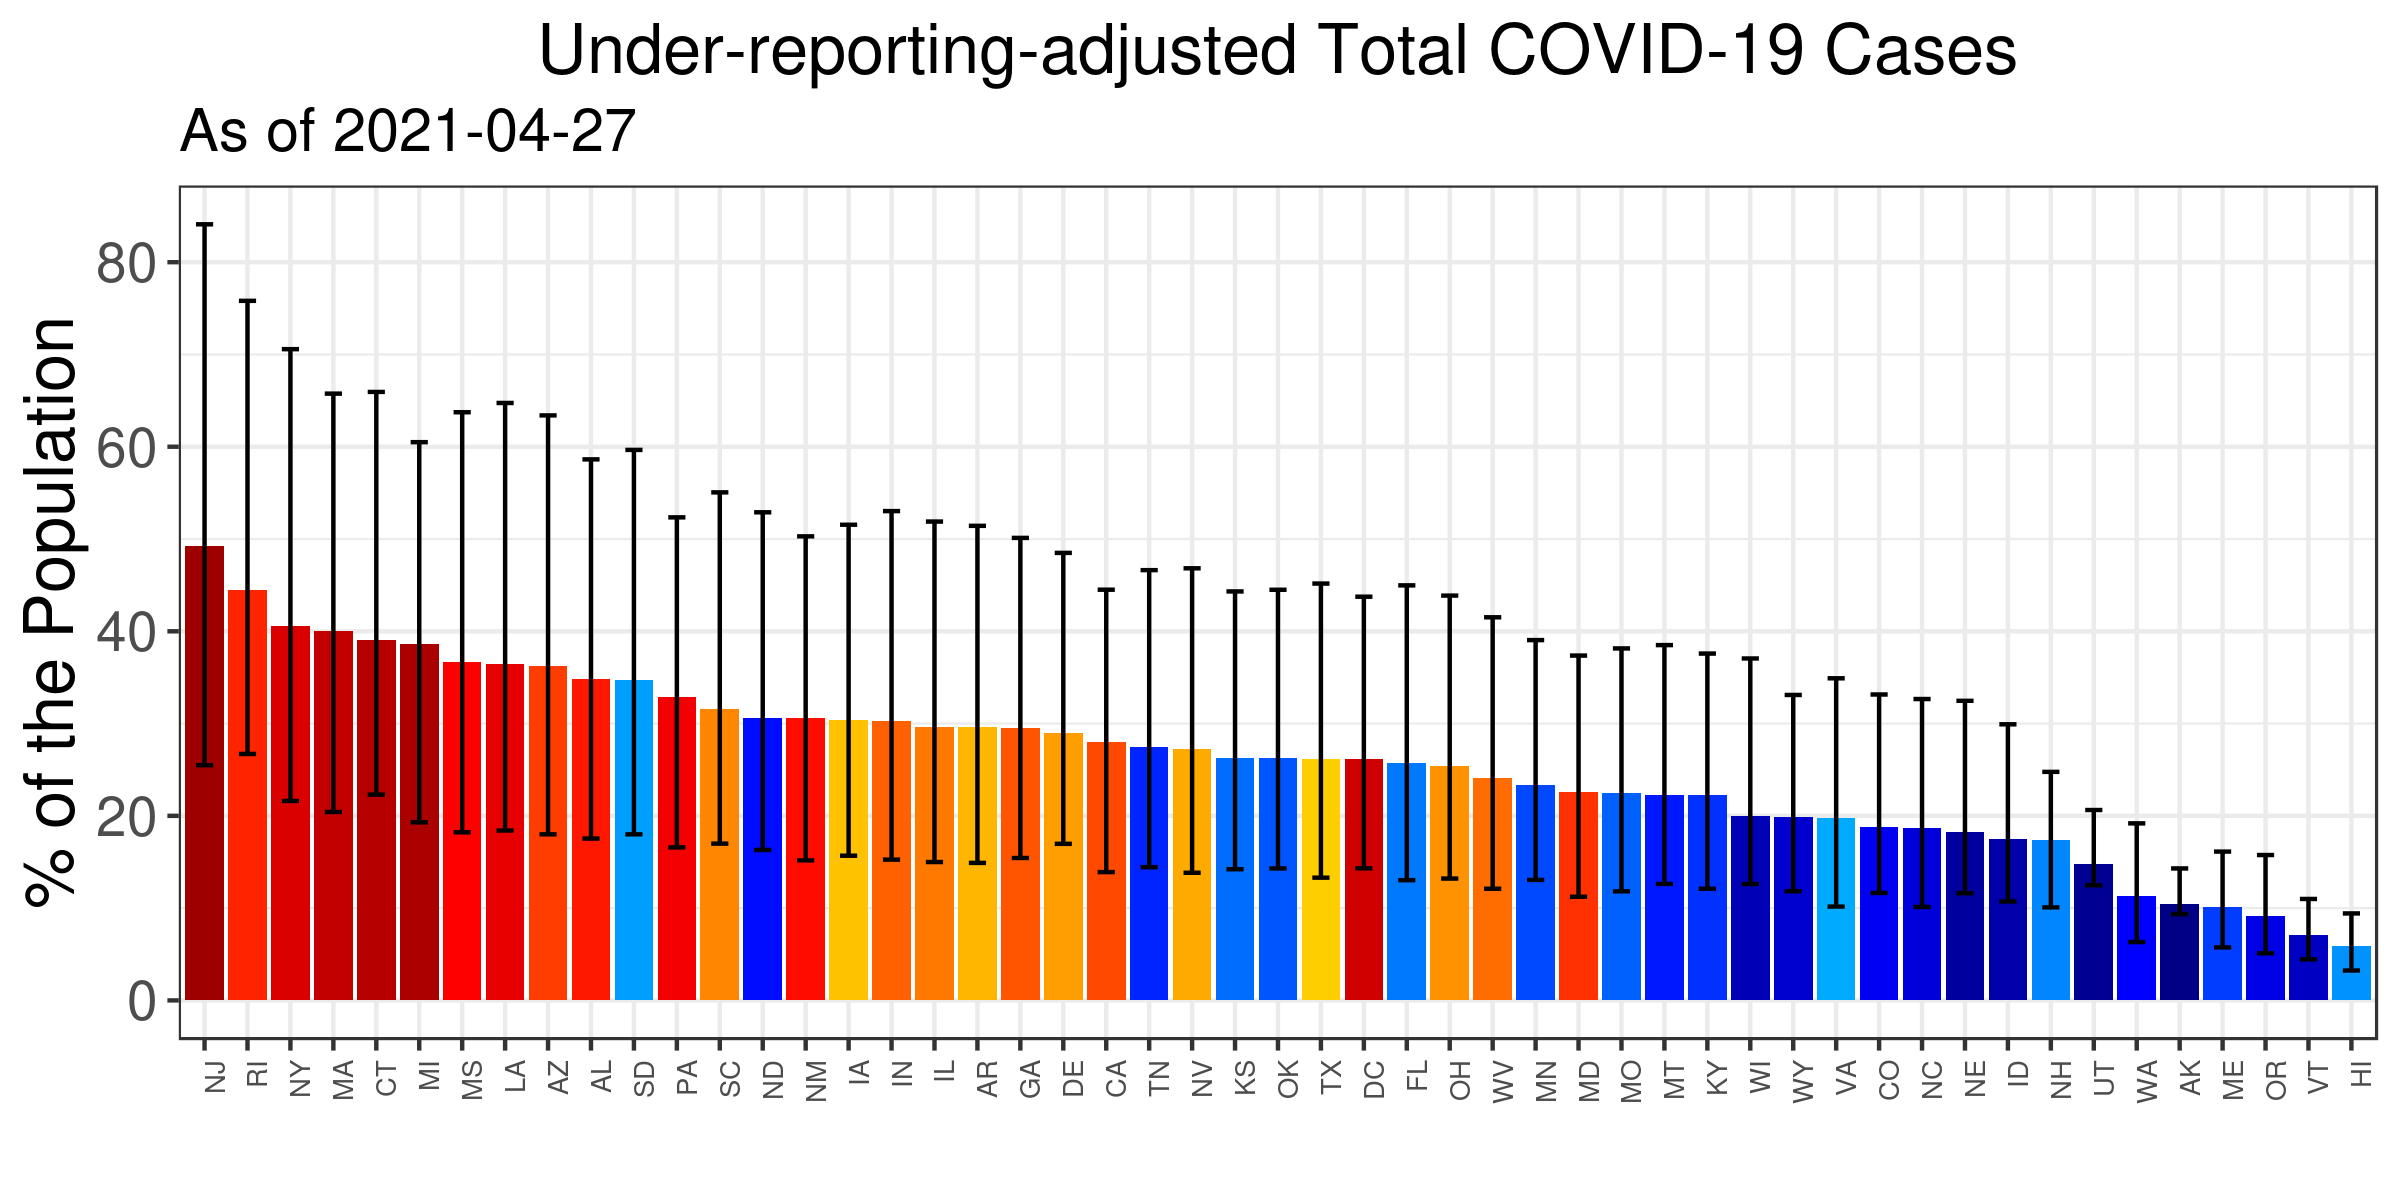 Under-reporting-adjusted Total COVID-19 Cases
As of 2021-04-27
% of the Population
80
60
40
20
0
NJ RI NY MA CT MI MS LA AZ AL SD PA SC ND NM IA IN IL AR GA DE CA TN NV KS OK TX DC FL OH WV MN MD MO MT KY WI WY VA CO NC NE ID NH UT WA AK ME OR VT HI